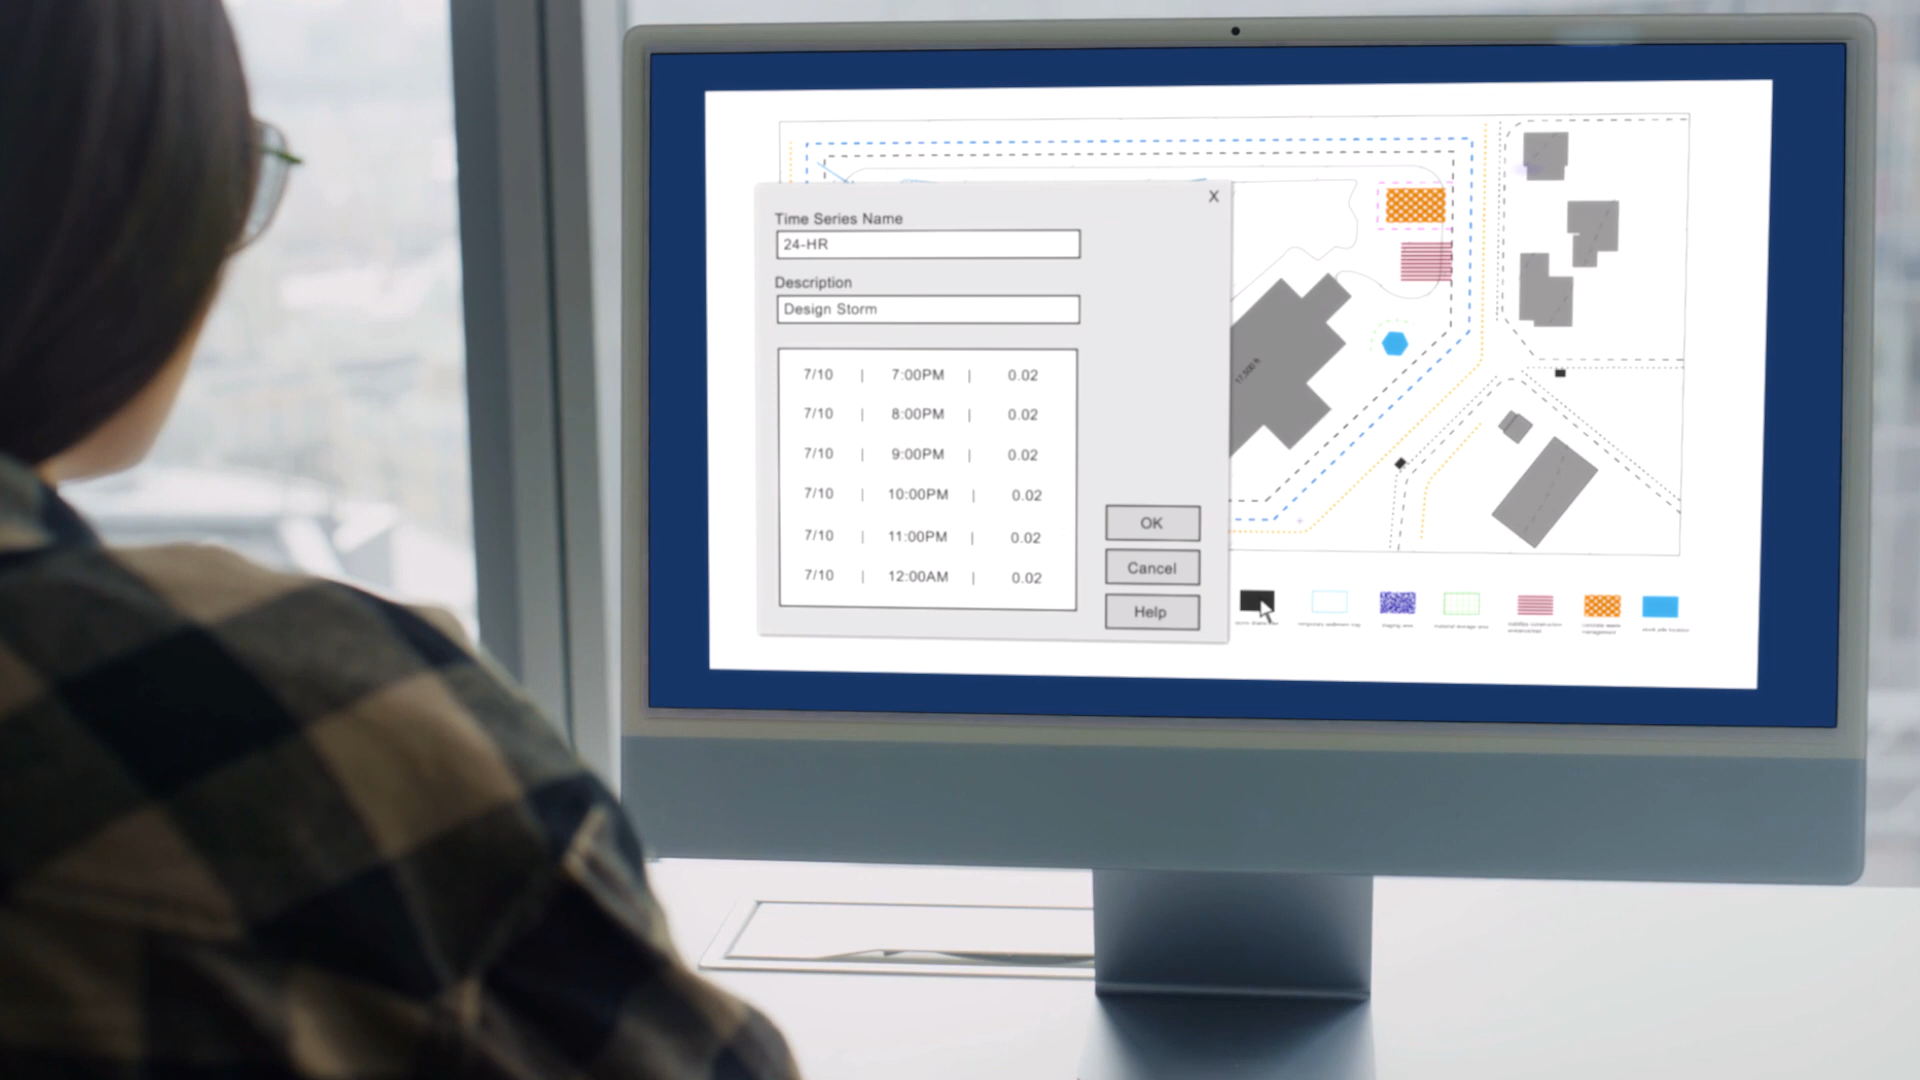 X
Time Series Name
24-HR
Description
Design Storm
7/10 | 7:00PM | 0.02
7/10 | 8:00PM | 0.02
7/10 | 9:00PM | 0.02
7/10 | 10:00PM | 0.02
7/10 | 11:00PM | 0.02
7/10 | 12:00AM | 0.02
OK
Cancel
Help